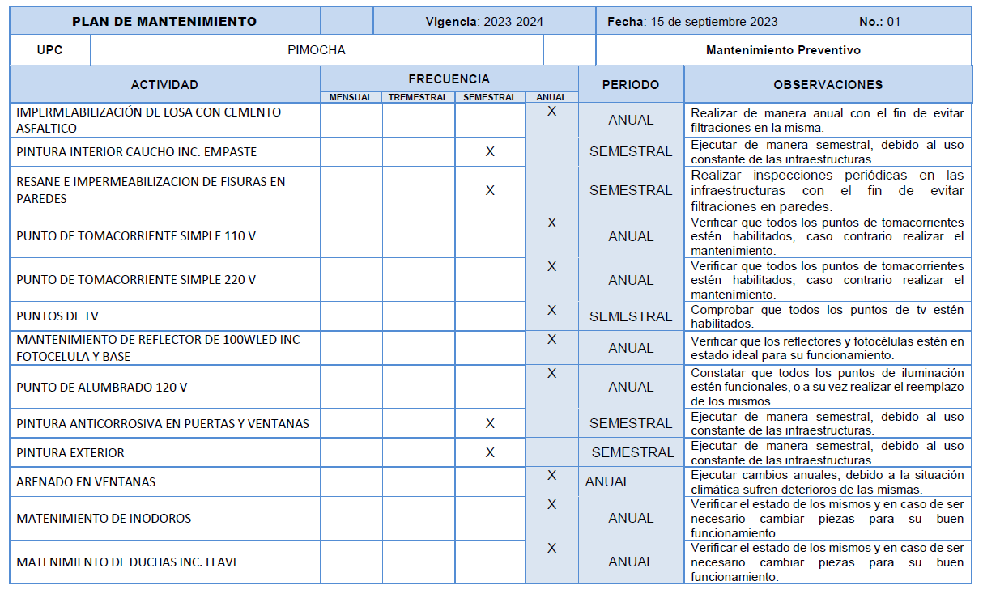 PLAN DE MANTENIMIENTO Vigencia: 2023-2024 Fecha: 15 de septiembre 2023 No.: 01
UPC PIMOCHA Mantenimiento Preventivo
ACTIVIDAD FRECUENCIA PERIODO OBSERVACIONES
MENSUAL TREMESTRAL SEMESTRAL ANUAL
IMPERMEABILIZACIÓN DE LOSA CON CEMENTO
ASFALTICO
X
ANUAL
Realizar de manera anual con el fin de evitar
filtraciones en la misma.
PINTURA INTERIOR CAUCHO INC. EMPASTE
X
SEMESTRAL
Ejecutar de manera semestral, debido al uso
constante de las infraestructuras
RESANE E IMPERMEABILIZACION DE FISURAS EN
PAREDES
X
SEMESTRAL
Realizar inspecciones periódicas en las
infraestructuras con el fin de evitar
filtraciones en paredes.
PUNTO DE TOMACORRIENTE SIMPLE 110 V
X
ANUAL
Verificar que todos los puntos de tomacorrientes
estén habilitados, caso contrario realizar el
mantenimiento.
PUNTO DE TOMACORRIENTE SIMPLE 220 V
X
ANUAL
Verificar que todos los puntos de tomacorrientes
estén habilitados, caso contrario realizar el
mantenimiento.
PUNTOS DE TV
X
SEMESTRAL
Comprobar que todos los puntos de tv estén
habilitados.
MANTENIMIENTO DE REFLECTOR DE 100WLED INC
FOTOCELULA Y BASE
X
ANUAL
Verificar que los reflectores y fotocélulas estén en
estado ideal para su funcionamiento.
PUNTO DE ALUMBRADO 120 V
X
ANUAL
Constatar que todos los puntos de iluminación
estén funcionales, o a su vez realizar el reemplazo
de los mismos.
PINTURA ANTICORROSIVA EN PUERTAS Y VENTANAS
X
SEMESTRAL
Ejecutar de manera semestral, debido al uso
constante de las infraestructuras.
PINTURA EXTERIOR
X
SEMESTRAL
Ejecutar de manera semestral, debido al uso
constante de las infraestructuras
ARENADO EN VENTANAS
X
ANUAL
Ejecutar cambios anuales, debido a la situación
climática sufren deterioros de las mismas.
MATENIMIENTO DE INODOROS
X
ANUAL
Verificar el estado de los mismos y en caso de ser
necesario cambiar piezas para su buen
funcionamiento.
MATENIMIENTO DE DUCHAS INC. LLAVE
X
ANUAL
Verificar el estado de los mismos y en caso de ser
necesario cambiar piezas para su buen
funcionamiento.